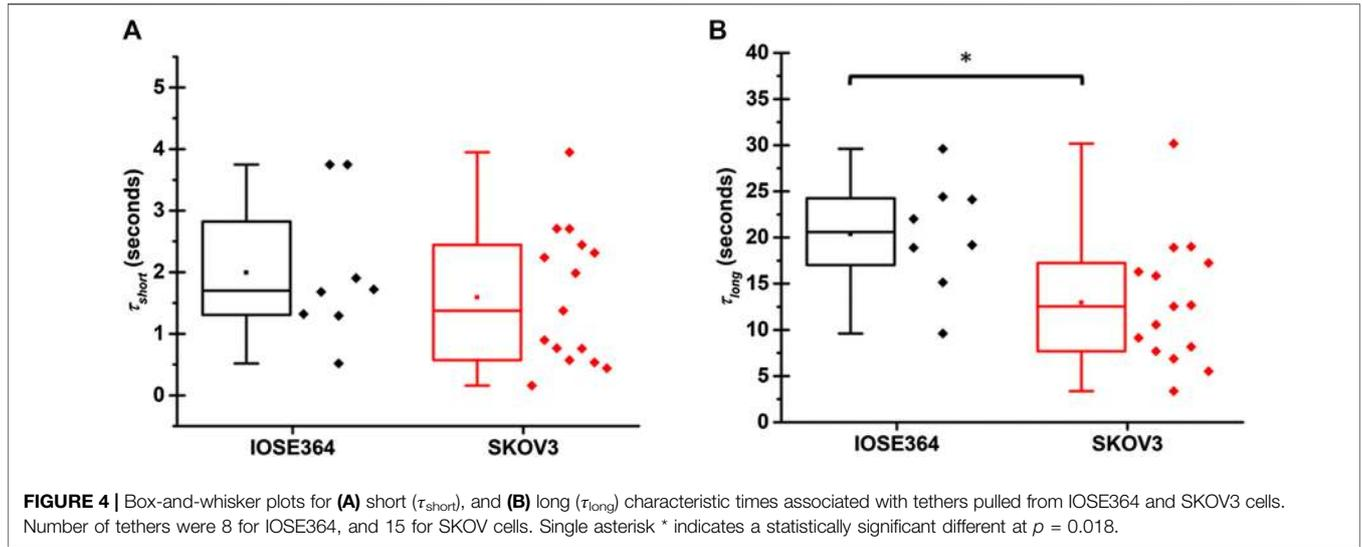 A
B
5
4
3
2
1
0
τshort (seconds)
IOSE364 SKOV3
40
35
30
25
20
15
10
5
0
τlong (seconds)
*
IOSE364 SKOV3
FIGURE 4 | Box-and-whisker plots for (A) short (τshort), and (B) long (τlong) characteristic times associated with tethers pulled from IOSE364 and SKOV3 cells.
Number of tethers were 8 for IOSE364, and 15 for SKOV cells. Single asterisk * indicates a statistically significant different at p = 0.018.